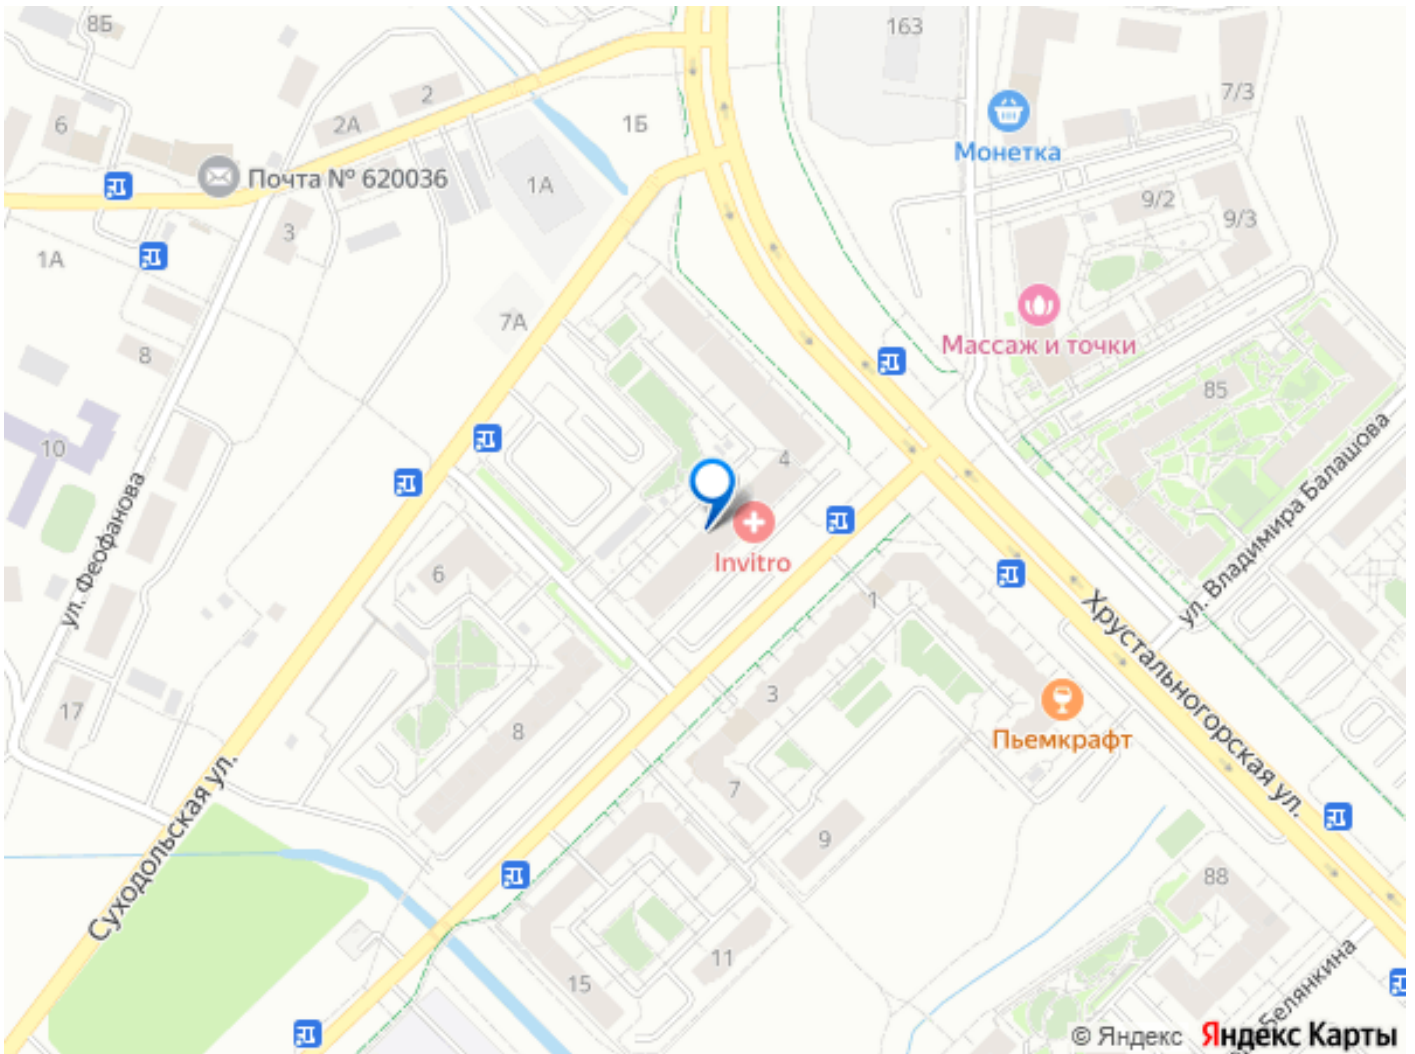 8Б
163
2
7/3
6
2А
1Б
Монетка
Почта № 620036
1А
9/2
9/3
3
1А
7А
Массаж и точки
8
85
10
4
ул. Владимира Балашова
ул. Феофанова
Invitro
6
1
Хрустальногорская ул.
3
17
8
Пьемкрафт
7
Суходольская ул.
9
88
11
15
Белянкина
© Яндекс Яндекс Карты